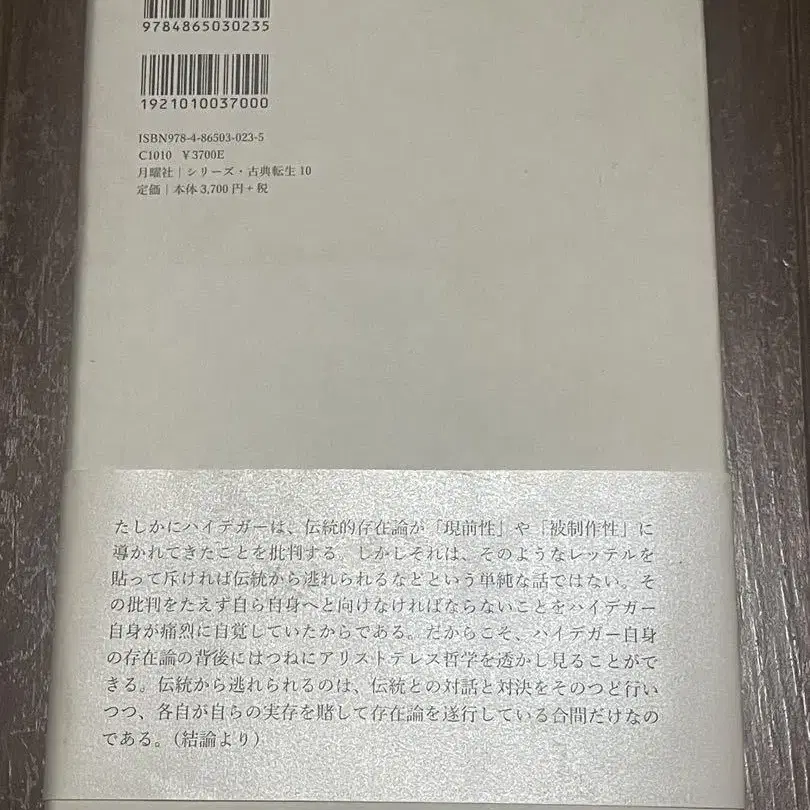 9784865030235
1921010037000
ISBN978-4-86503-023-5
C1010 ¥3700E
月曜社|シリーズ・古典転生 10
定価|本体3,700円+税
たしかにハイデガーは、伝統的存在論が「現前性」や「被制作性」に
導かれてきたことを批判する。しかしそれは、そのようなレッテルを
貼って斥ければ伝統から逃れられるなどという単純な話ではない。そ
の批判をたえず自ら自身へと向けなければならないことをハイデガー
自身が痛烈に自覚していたからである。だからこそ、ハイデガー自身
の存在論の背後にはつねにアリストテレス哲学を透かし見ることがで
きる。伝統から逃れられるのは、伝統との対話と対決をそのつど行い
つつ、各自が自らの実存を賭して存在論を遂行している合間だけなの
である。(結論より)